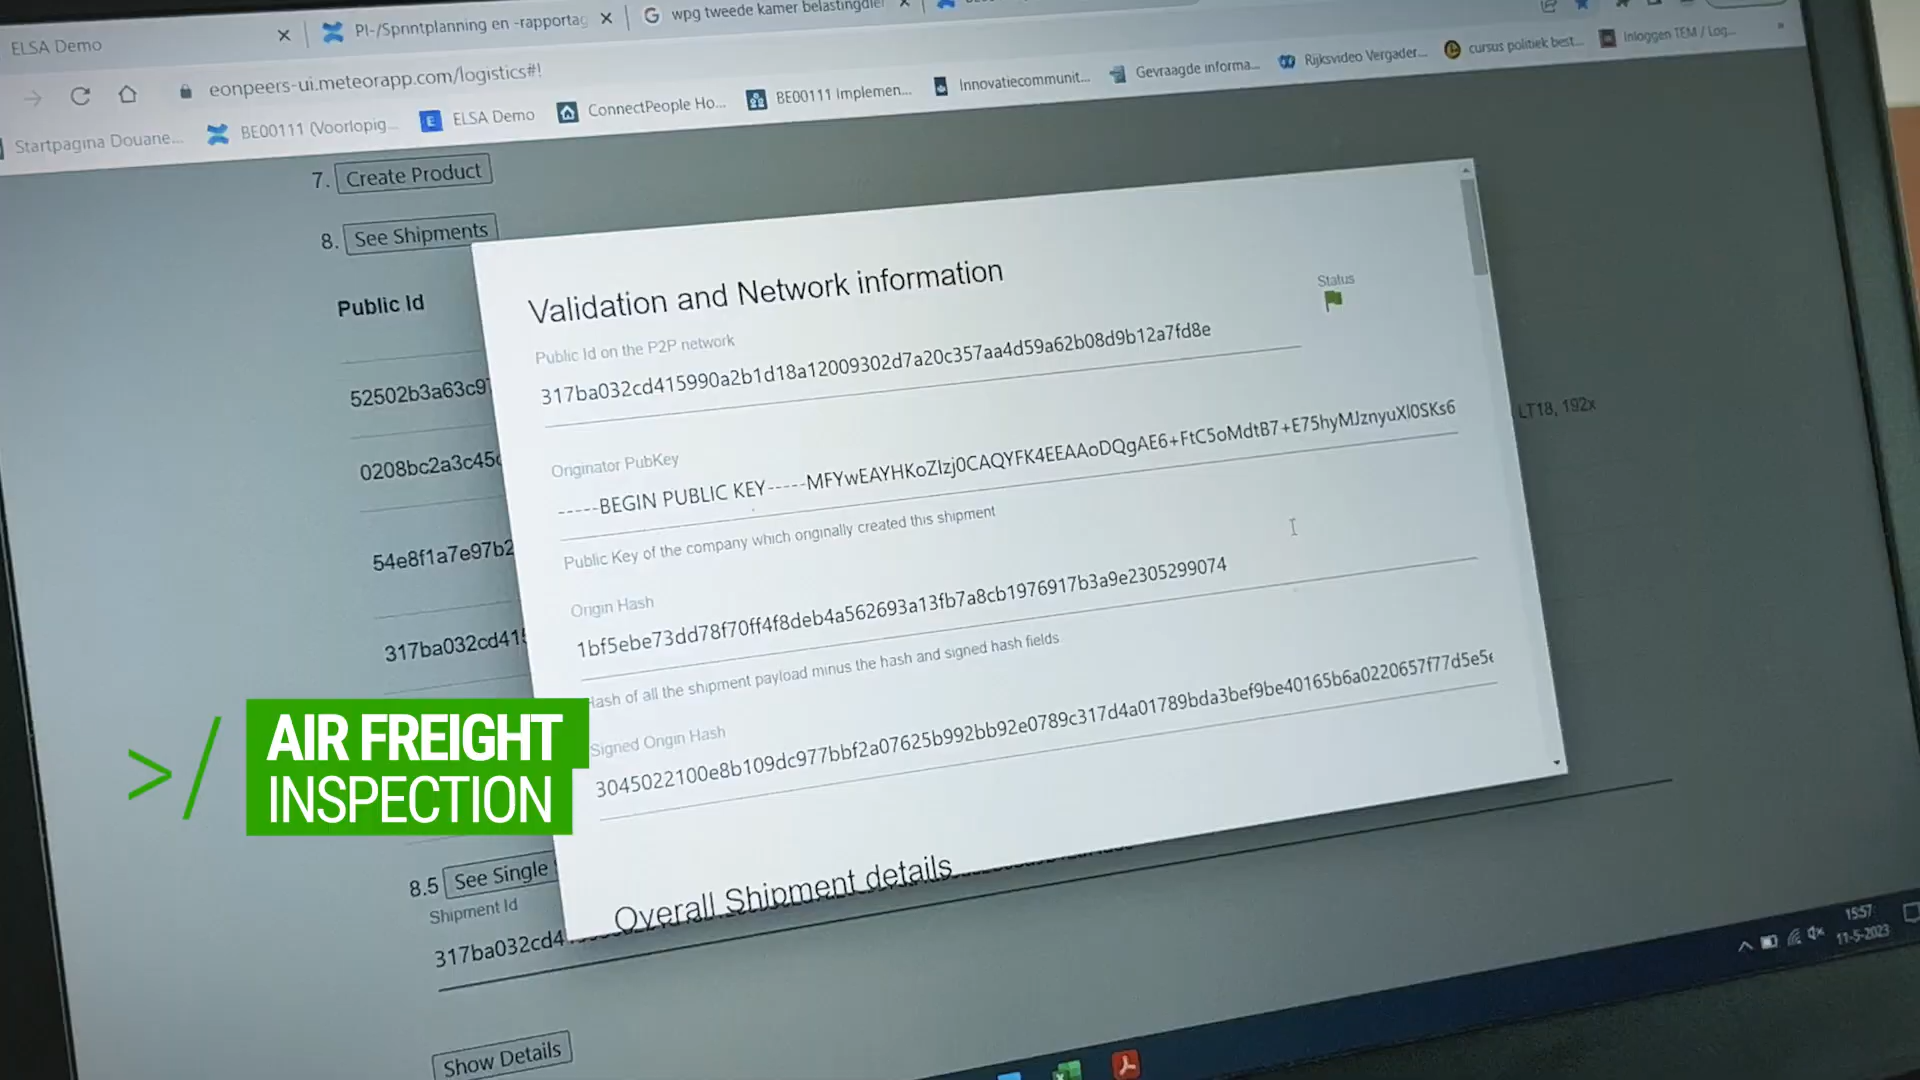 ELSA Demo
PI-/Sprintplanning en -rapportag
wpg tweede kamer belastingdier
eonpeers-ui.meteorapp.com/logistics#!
Startpagina Douane...
BE00111 (Voorlopig...
ELSA Demo
ConnectPeople Ho...
BE00111 Implemen...
Innovatiecommunit...
Gevraagde informa...
Rijksvideo Vergader...
cursus politiek best...
Inloggen TEM / Log...
7. Create Product
8. See Shipments
Public Id
52502b3a63c9
0208bc2a3c45
54e8f1a7e97b2
317ba032cd41
LT18, 192x
Validation and Network information
Status
Public Id on the P2P network
317ba032cd415990a2b1d18a12009302d7a20c357aa4d59a62b08d9b12a7fd8e
Originator PubKey
-----BEGIN PUBLIC KEY-----MFYwEAYHKoZIzj0CAQYFK4EEAAoDQgAE6+FtC5oMdtB7+E75hyMJznyuXl0SKs6
Public Key of the company which originally created this shipment
Origin Hash
1bf5ebe73dd78f70ff4f8deb4a562693a13fb7a8cb1976917b3a9e2305299074
Hash of all the shipment payload minus the hash and signed hash fields
Signed Origin Hash
3045022100e8b109dc977bbf2a07625b992bb92e0789c317d4a01789bda3bef9be40165b6a0220657f77d5e5e
Overall Shipment details
>/ AIR FREIGHT
INSPECTION
8.5 See Single
Shipment Id
317ba032cd4
Show Details
15:57
11-5-2023